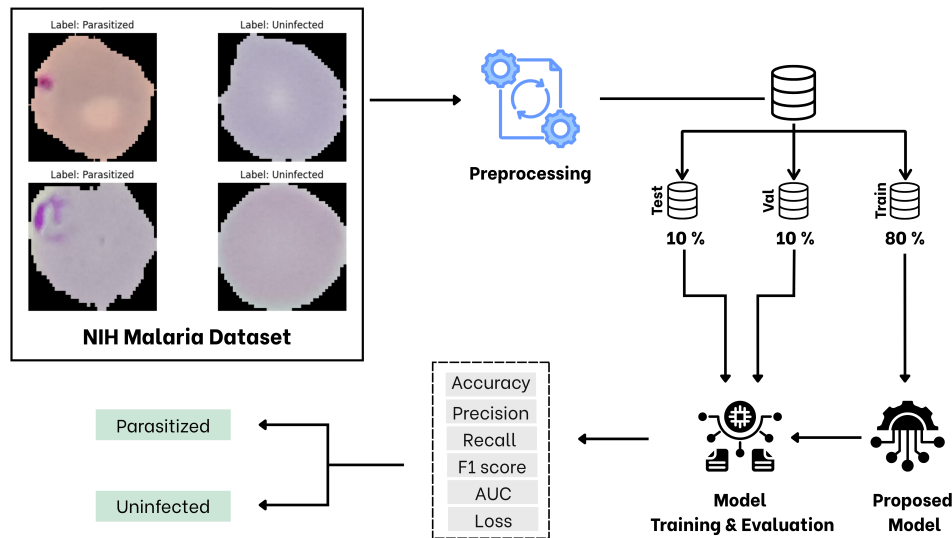 Label: Parasitized
Label: Uninfected
Label: Parasitized
Label: Uninfected
NIH Malaria Dataset
Preprocessing
Test
Val
Train
10 %
10 %
80 %
Accuracy
Precision
Recall
F1 score
AUC
Loss
Parasitized
Uninfected
Model
Training & Evaluation
Proposed
Model